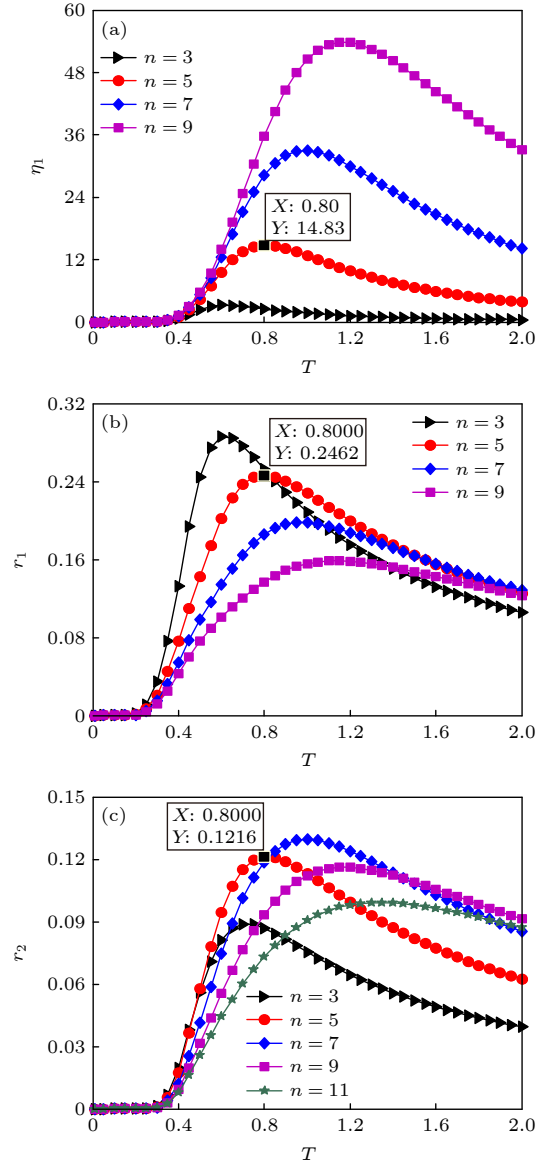 (a)
n = 3
n = 5
n = 7
n = 9
X: 0.80
Y: 14.83
60
48
36
24
12
0
η1
0 0.4 0.8 1.2 1.6 2.0
T
(b)
X: 0.8000
Y: 0.2462
n = 3
n = 5
n = 7
n = 9
0.32
0.24
0.16
0.08
0
r1
0 0.4 0.8 1.2 1.6 2.0
T
(c)
X: 0.8000
Y: 0.1216
n = 3
n = 5
n = 7
n = 9
n = 11
0.15
0.12
0.09
0.06
0.03
0
r2
0 0.4 0.8 1.2 1.6 2.0
T